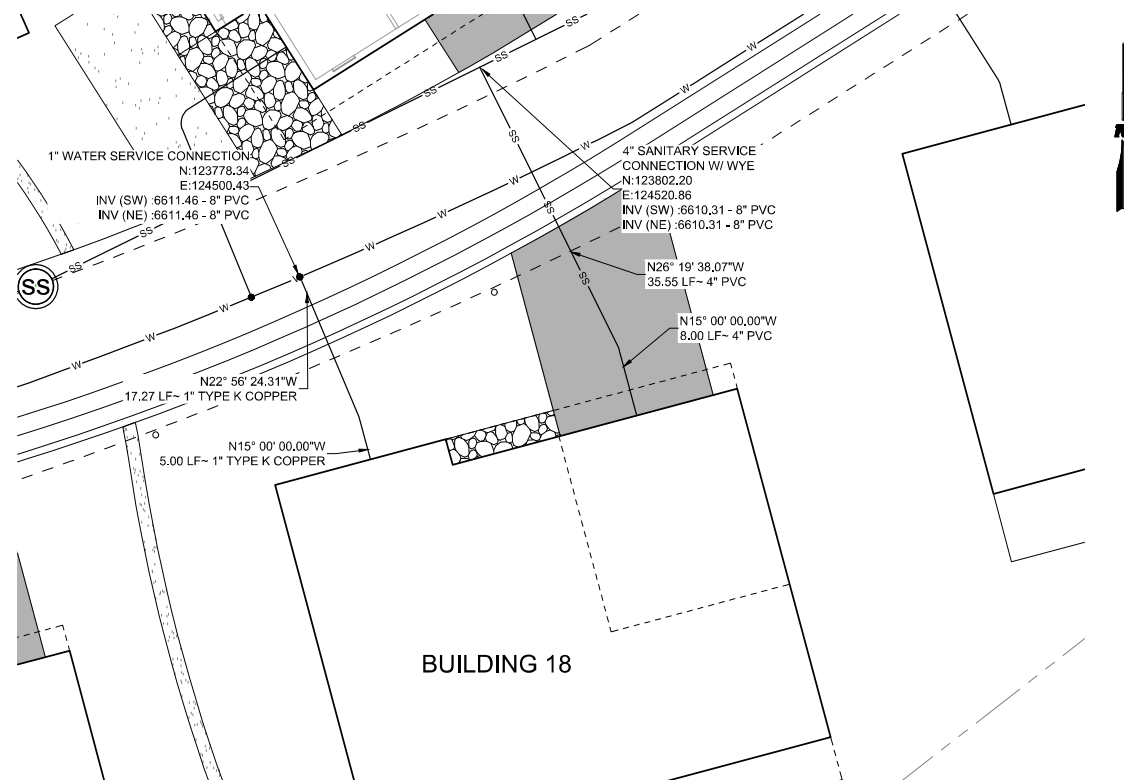 SS
SS
SS
SS
SS
SS
SS
SS
SS
SS
W
W
W
W
W
W
W
W
W
1" WATER SERVICE CONNECTION
N:123778.34
E:124500.43
INV (SW) :6611.46 - 8" PVC
INV (NE) :6611.46 - 8" PVC
4" SANITARY SERVICE
CONNECTION W/ WYE
N:123802.20
E:124520.86
INV (SW) :6610.31 - 8" PVC
INV (NE) :6610.31 - 8" PVC
N26° 19' 38.07"W
35.55 LF~ 4" PVC
N15° 00' 00.00"W
8.00 LF~ 4" PVC
N22° 56' 24.31"W
17.27 LF~ 1" TYPE K COPPER
N15° 00' 00.00"W
5.00 LF~ 1" TYPE K COPPER
BUILDING 18